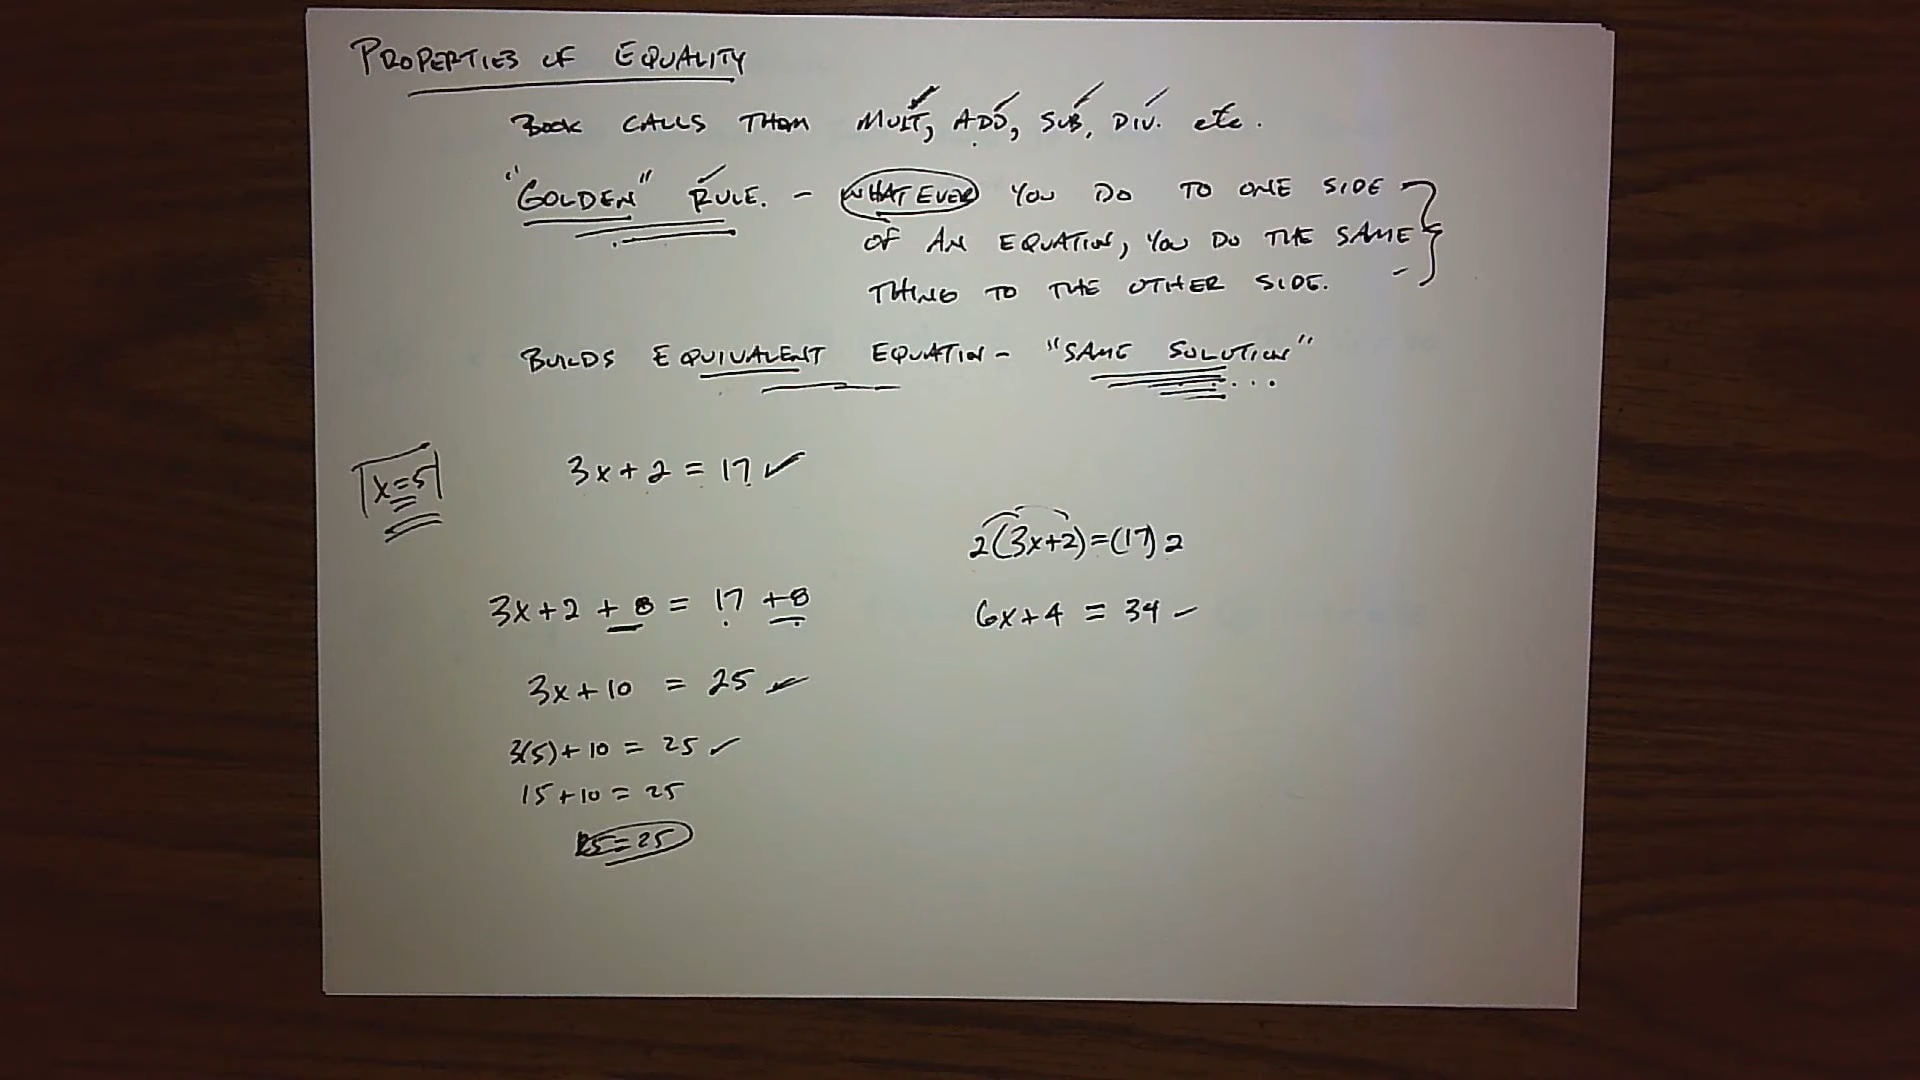 PROPERTIES OF EQUALITY
BOOK CALLS THEM MULT, ADD, SUB, DIV. etc.
"GOLDEN" RULE. - WHATEVER YOU DO TO ONE SIDE
OF AN EQUATION, YOU DO THE SAME
THING TO THE OTHER SIDE.
BUILDS EQUIVALENT EQUATION - "SAME SOLUTION" ...
x=5
3x+2 = 17 ✓
2(3x+2)=(17)2
3x+2 + 8 = 17 +8
6x+4 = 34
3x+10 = 25 ✓
3(5)+10 = 25 ✓
15+10 = 25
25=25